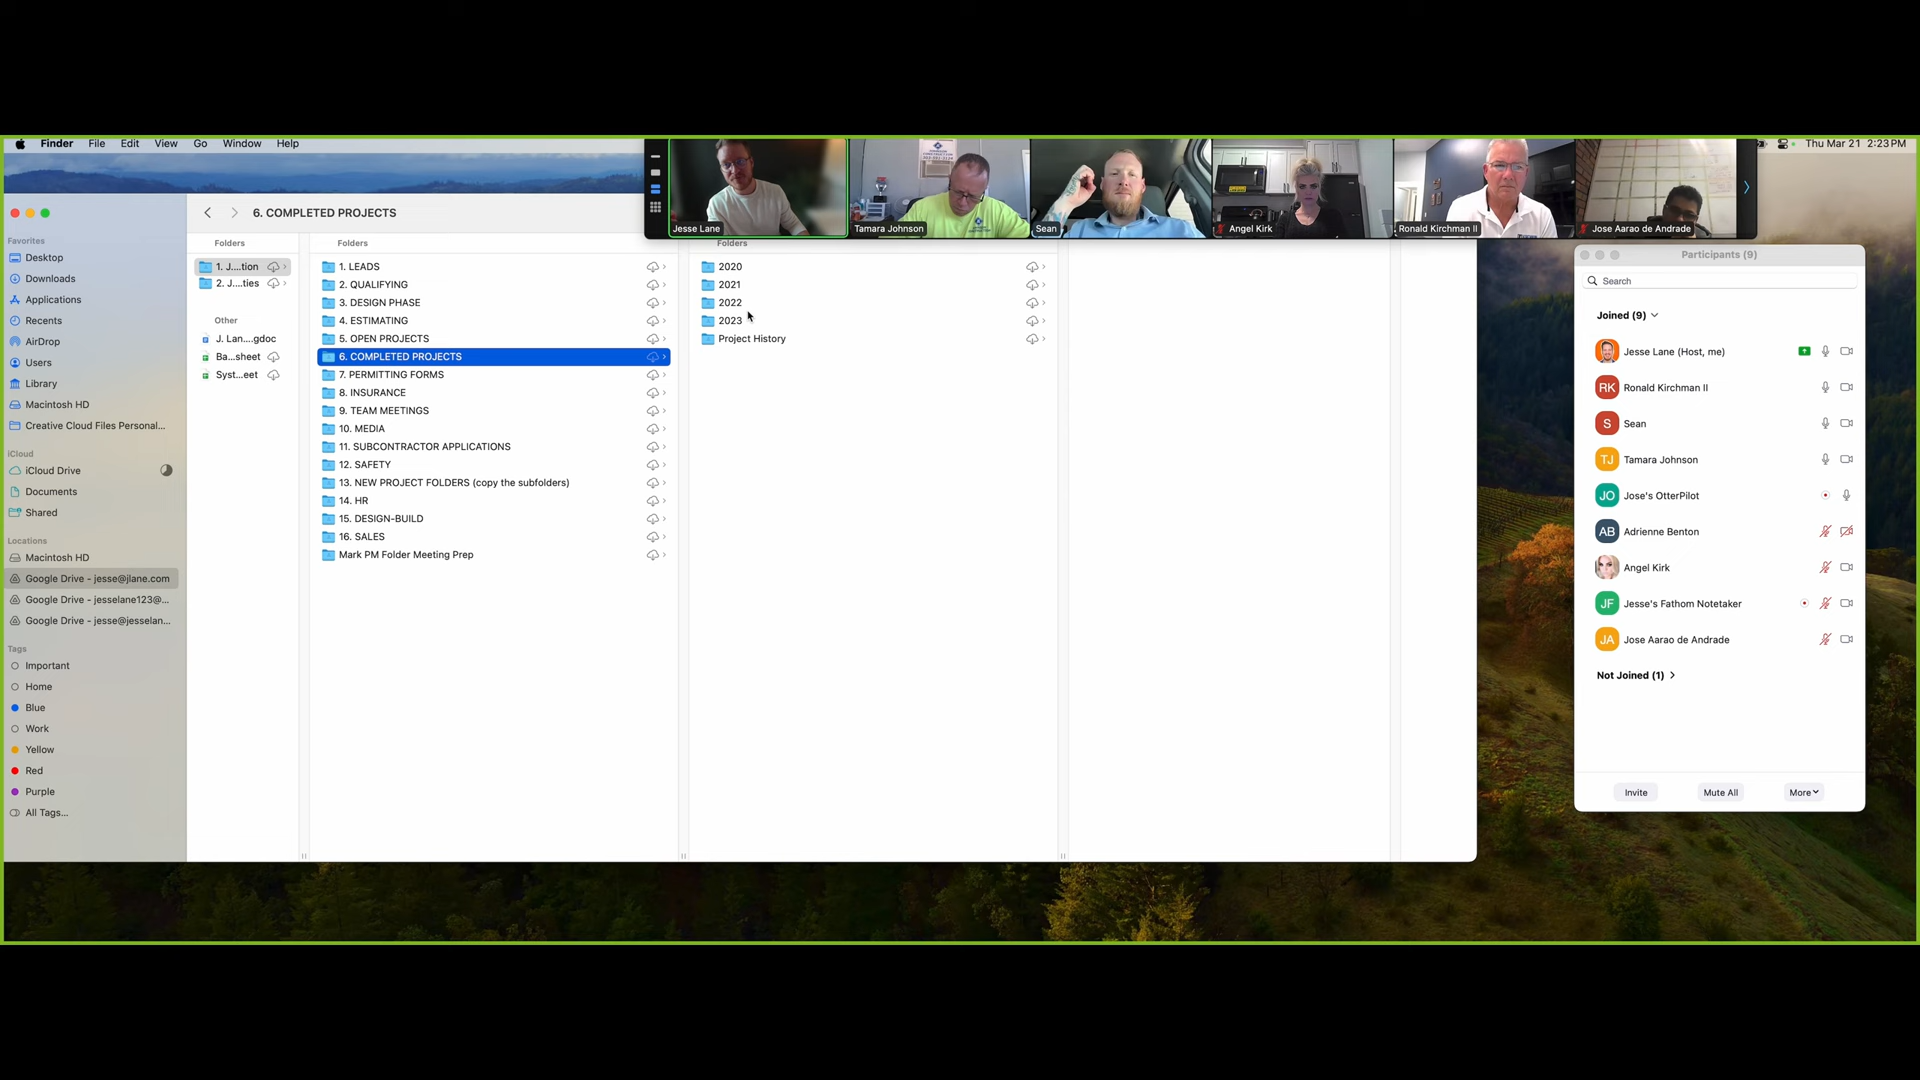 Finder File Edit View Go Window Help
Thu Mar 21 2:23 PM
Jesse Lane
Tamara Johnson
Sean
Angel Kirk
Ronald Kirchman II
Jose Aarao de Andrade
6. COMPLETED PROJECTS
Favorites
Desktop
Downloads
Applications
Recents
AirDrop
Users
Library
Macintosh HD
Creative Cloud Files Personal...
iCloud
iCloud Drive
Documents
Shared
Locations
Macintosh HD
Google Drive - jesse@jlane.com
Google Drive - jesselane123@...
Google Drive - jesse@jesselan...
Tags
Important
Home
Blue
Work
Yellow
Red
Purple
All Tags...
Folders
1. J....tion
2. J....ties
Other
J. Lan....gdoc
Ba...sheet
Syst...eet
Folders
1. LEADS
2. QUALIFYING
3. DESIGN PHASE
4. ESTIMATING
5. OPEN PROJECTS
6. COMPLETED PROJECTS
7. PERMITTING FORMS
8. INSURANCE
9. TEAM MEETINGS
10. MEDIA
11. SUBCONTRACTOR APPLICATIONS
12. SAFETY
13. NEW PROJECT FOLDERS (copy the subfolders)
14. HR
15. DESIGN-BUILD
16. SALES
Mark PM Folder Meeting Prep
Folders
2020
2021
2022
2023
Project History
Participants (9)
Search
Joined (9)
Jesse Lane (Host, me)
RK Ronald Kirchman II
S Sean
TJ Tamara Johnson
JO Jose's OtterPilot
AB Adrienne Benton
Angel Kirk
JF Jesse's Fathom Notetaker
JA Jose Aarao de Andrade
Not Joined (1)
Invite
Mute All
More